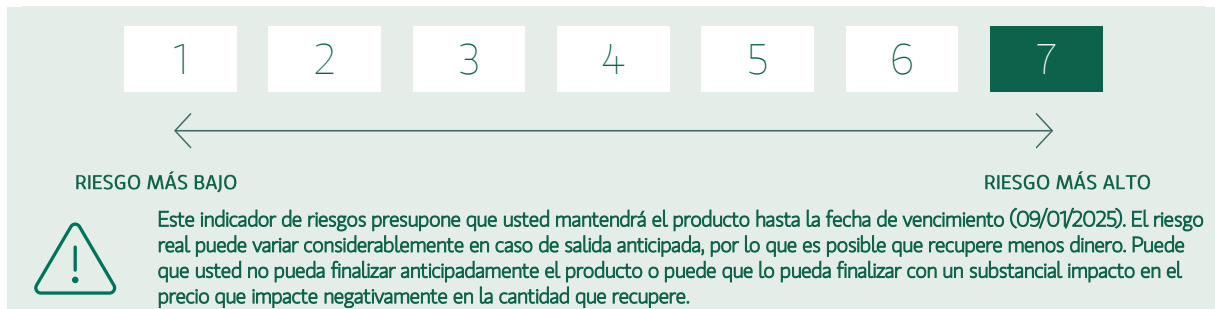 1 2 3 4 5 6 7
RIESGO MÁS BAJO RIESGO MÁS ALTO
Este indicador de riesgos presupone que usted mantendrá el producto hasta la fecha de vencimiento (09/01/2025). El riesgo
real puede variar considerablemente en caso de salida anticipada, por lo que es posible que recupere menos dinero. Puede
que usted no pueda finalizar anticipadamente el producto o puede que lo pueda finalizar con un substancial impacto en el
precio que impacte negativamente en la cantidad que recupere.